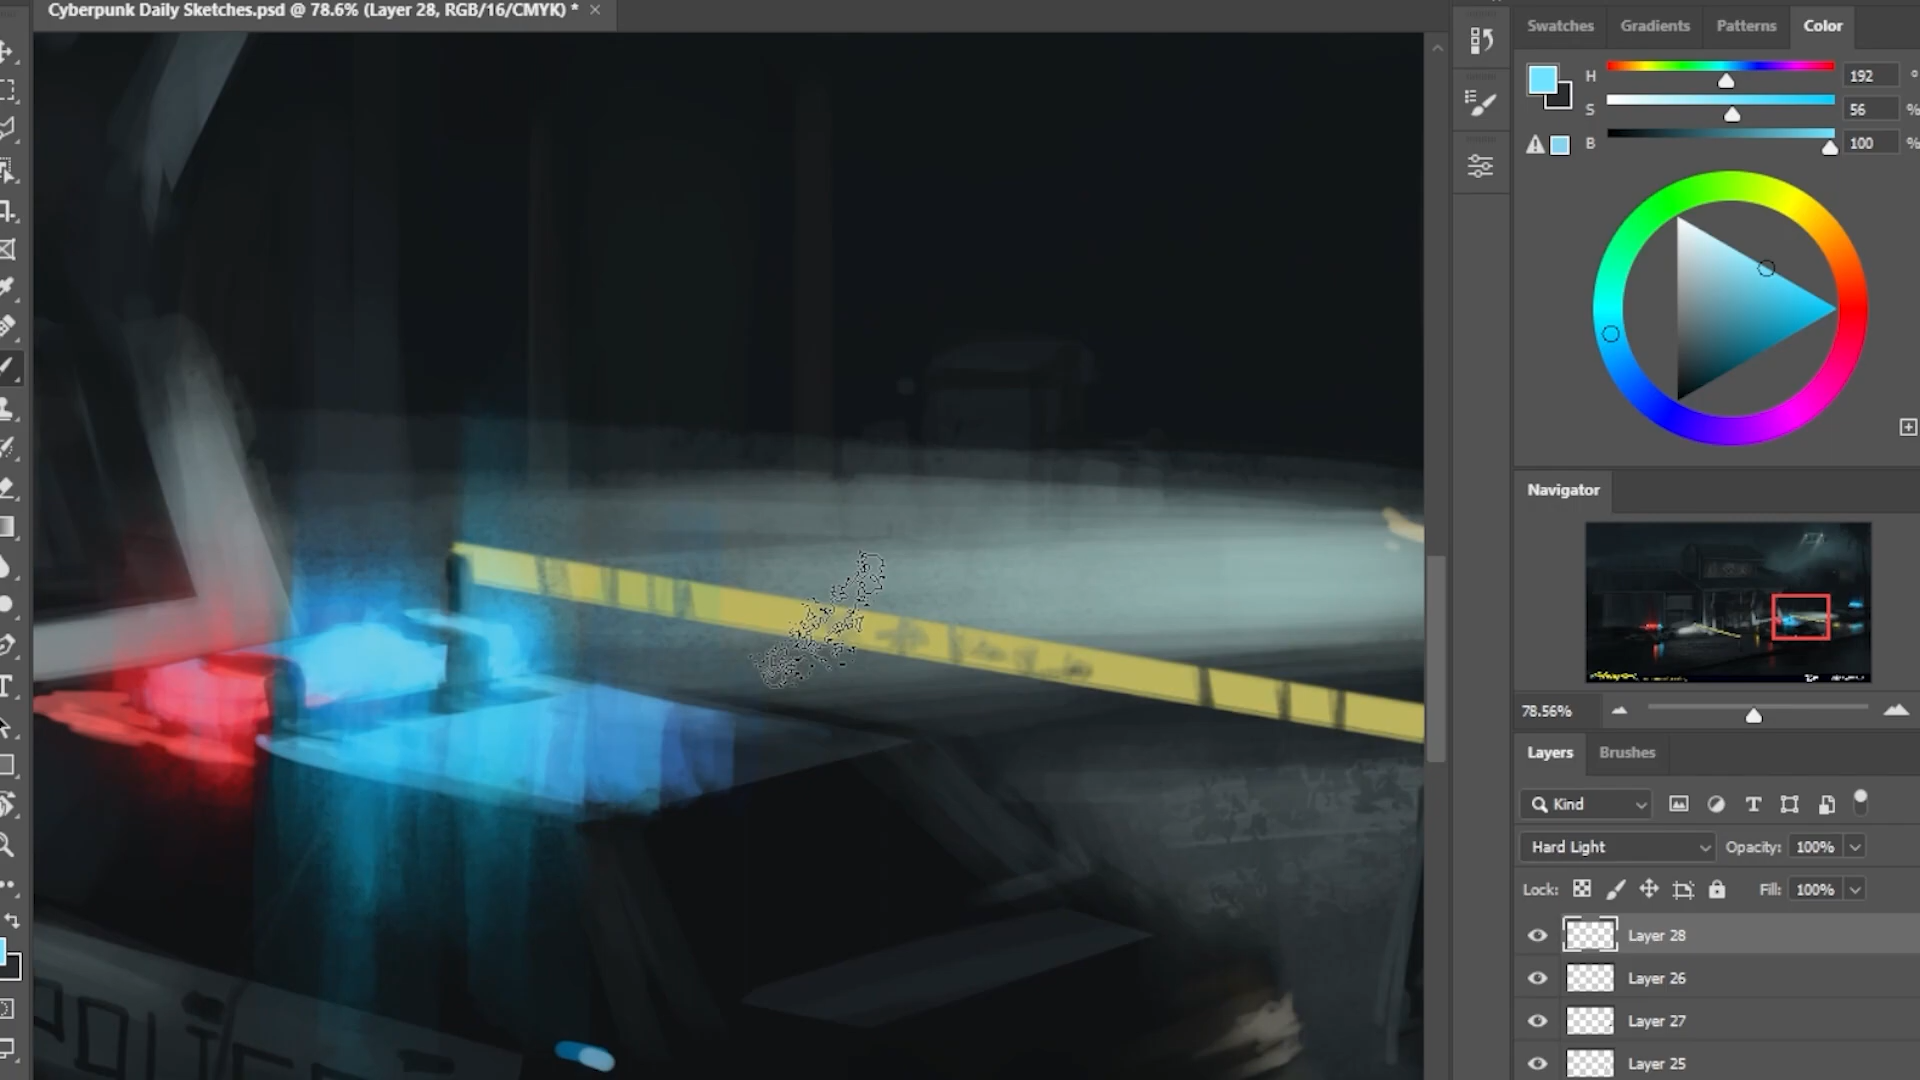 Cyberpunk Daily Sketches.psd @ 78.6% (Layer 28, RGB/16/CMYK) * ×
Swatches Gradients Patterns Color
H 192 °
S 56 %
B 100 %
Navigator
78.56%
Layers Brushes
Kind
Hard Light Opacity: 100%
Lock: Fill: 100%
Layer 28
Layer 26
Layer 27
Layer 25
POLICE